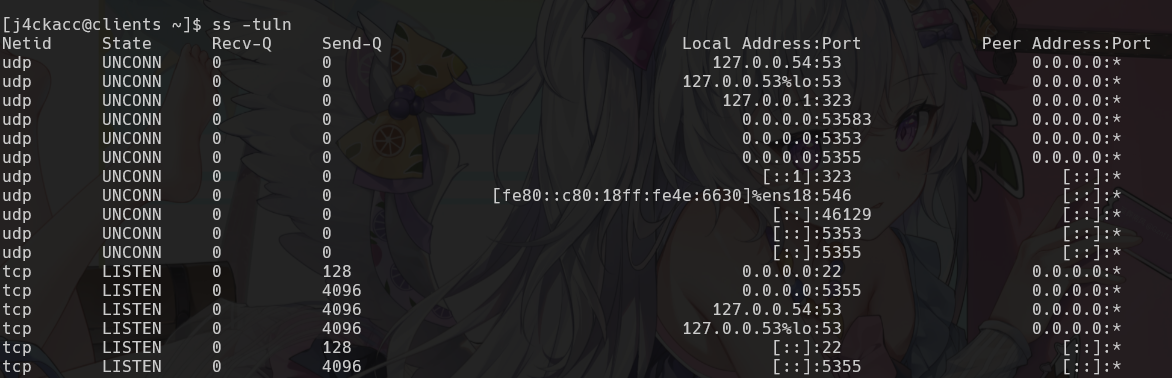 [j4ckacc@clients ~]$ ss -tuln
Netid State Recv-Q Send-Q Local Address:Port Peer Address:Port
udp UNCONN 0 0 127.0.0.54:53 0.0.0.0:*
udp UNCONN 0 0 127.0.0.53%lo:53 0.0.0.0:*
udp UNCONN 0 0 127.0.0.1:323 0.0.0.0:*
udp UNCONN 0 0 0.0.0.0:53583 0.0.0.0:*
udp UNCONN 0 0 0.0.0.0:5353 0.0.0.0:*
udp UNCONN 0 0 0.0.0.0:5355 0.0.0.0:*
udp UNCONN 0 0 [::1]:323 [::]:*
udp UNCONN 0 0 [fe80::c80:18ff:fe4e:6630]%ens18:546 [::]:*
udp UNCONN 0 0 [::]:46129 [::]:*
udp UNCONN 0 0 [::]:5353 [::]:*
udp UNCONN 0 0 [::]:5355 [::]:*
tcp LISTEN 0 128 0.0.0.0:22 0.0.0.0:*
tcp LISTEN 0 4096 0.0.0.0:5355 0.0.0.0:*
tcp LISTEN 0 4096 127.0.0.54:53 0.0.0.0:*
tcp LISTEN 0 4096 127.0.0.53%lo:53 0.0.0.0:*
tcp LISTEN 0 128 [::]:22 [::]:*
tcp LISTEN 0 4096 [::]:5355 [::]:*